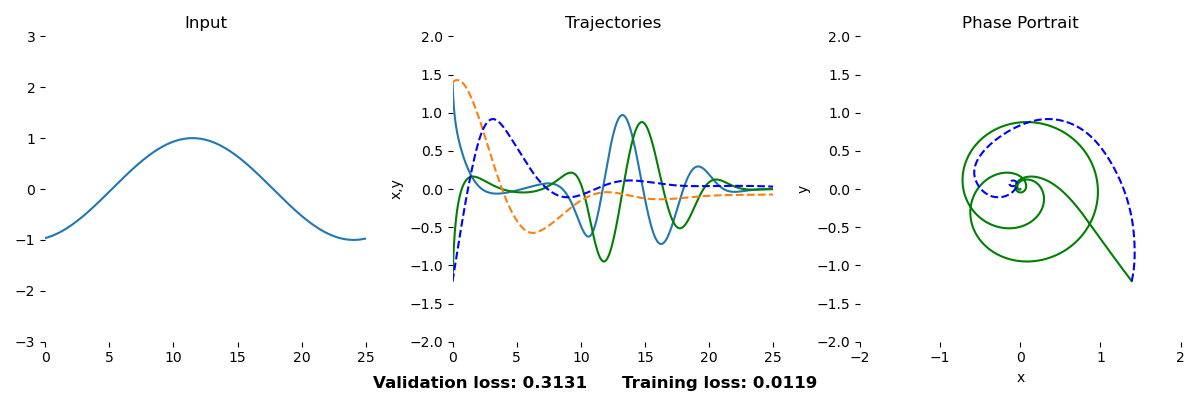 Input
3
2
1
0
−1
−2
−3
0 5 10 15 20 25
Trajectories
x,y
2.0
1.5
1.0
0.5
0.0
−0.5
−1.0
−1.5
−2.0
0 5 10 15 20 25
Phase Portrait
y
2.0
1.5
1.0
0.5
0.0
−0.5
−1.0
−1.5
−2.0
−2 −1 0 1 2
x
Validation loss: 0.3131 Training loss: 0.0119